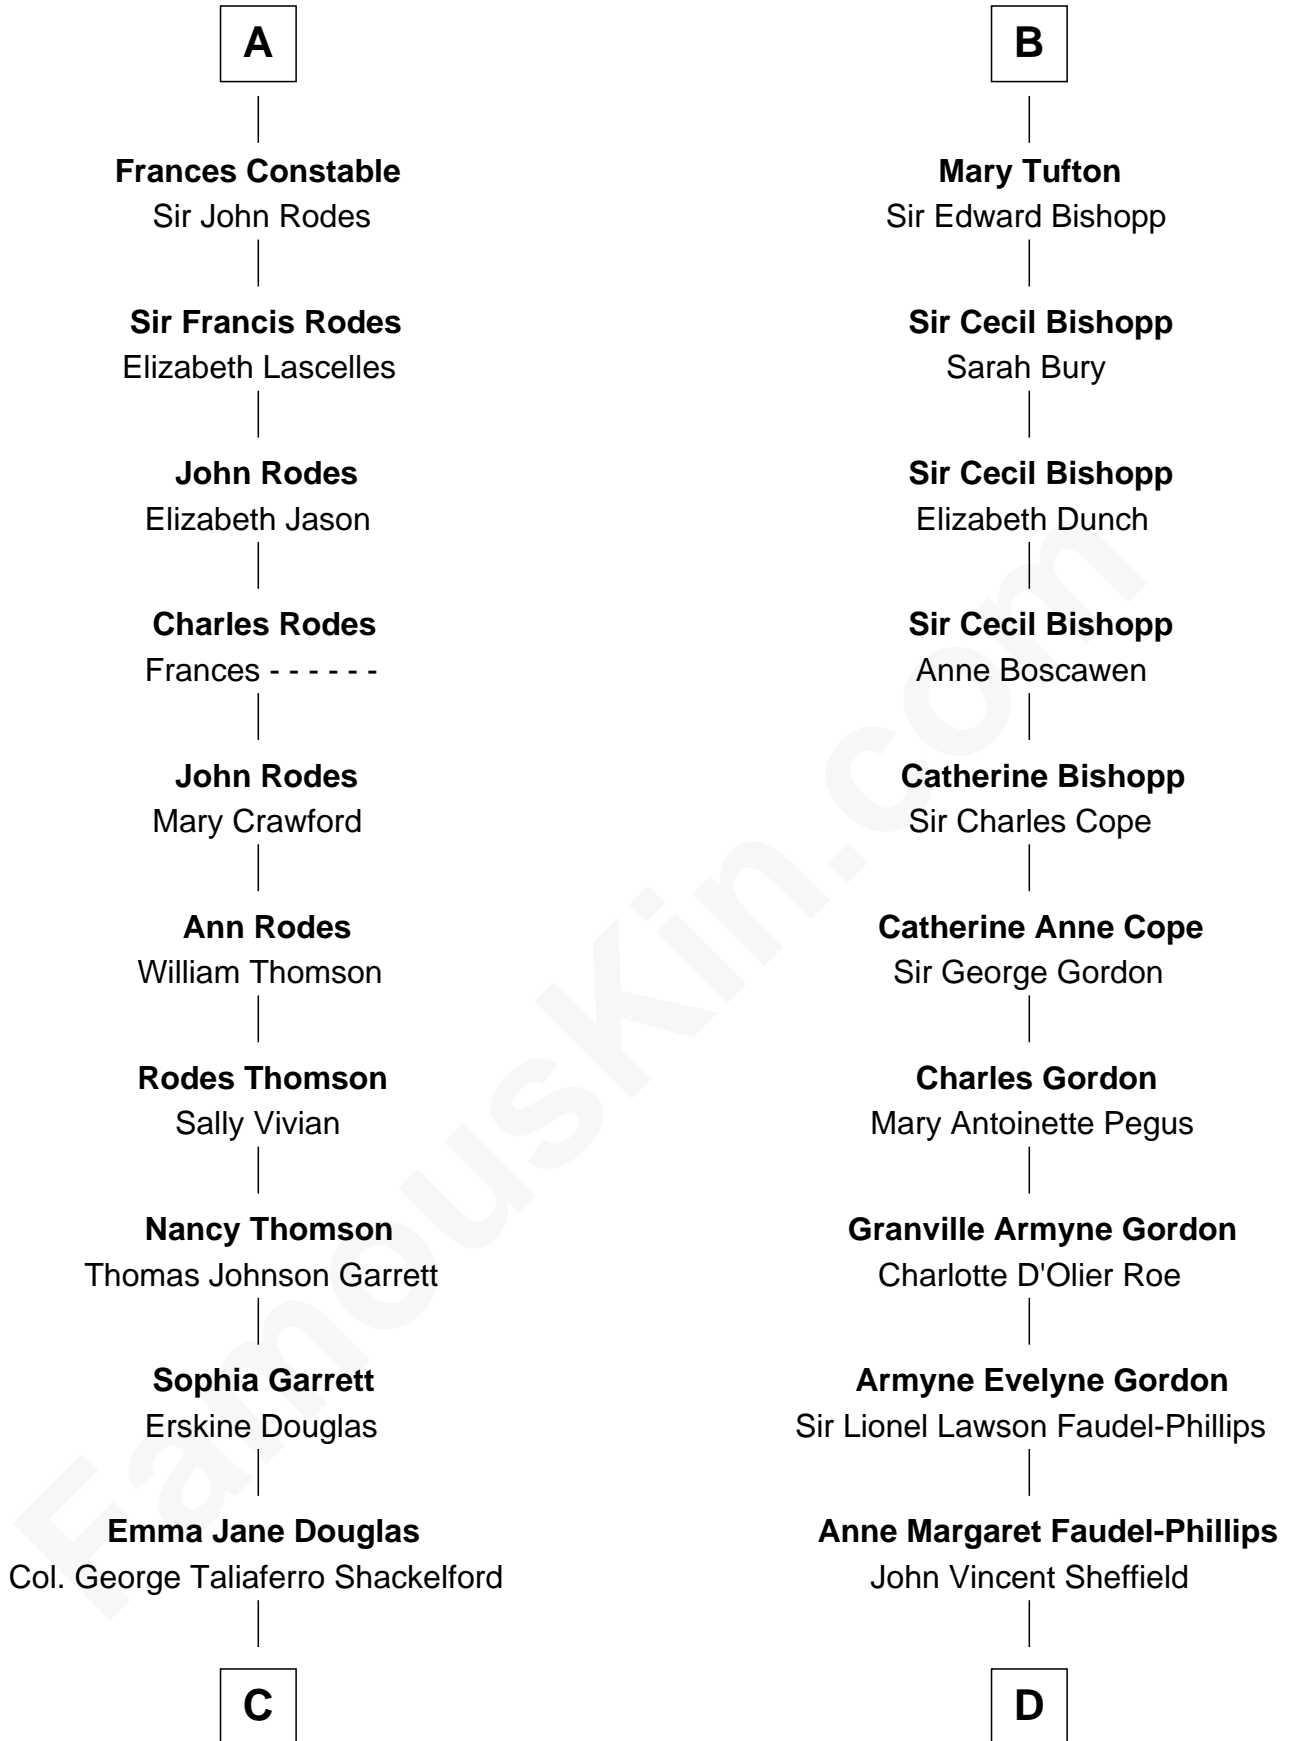 A
Frances Constable
Sir John Rodes
Sir Francis Rodes
Elizabeth Lascelles
John Rodes
Elizabeth Jason
Charles Rodes
Frances - - - - - -
John Rodes
Mary Crawford
Ann Rodes
William Thomson
Rodes Thomson
Sally Vivian
Nancy Thomson
Thomas Johnson Garrett
Sophia Garrett
Erskine Douglas
Emma Jane Douglas
Col. George Taliaferro Shackelford
C
B
Mary Tufton
Sir Edward Bishopp
Sir Cecil Bishopp
Sarah Bury
Sir Cecil Bishopp
Elizabeth Dunch
Sir Cecil Bishopp
Anne Boscawen
Catherine Bishopp
Sir Charles Cope
Catherine Anne Cope
Sir George Gordon
Charles Gordon
Mary Antoinette Pegus
Granville Armyne Gordon
Charlotte D'Olier Roe
Armyne Evelyne Gordon
Sir Lionel Lawson Faudel-Phillips
Anne Margaret Faudel-Phillips
John Vincent Sheffield
D
FamousKin.com